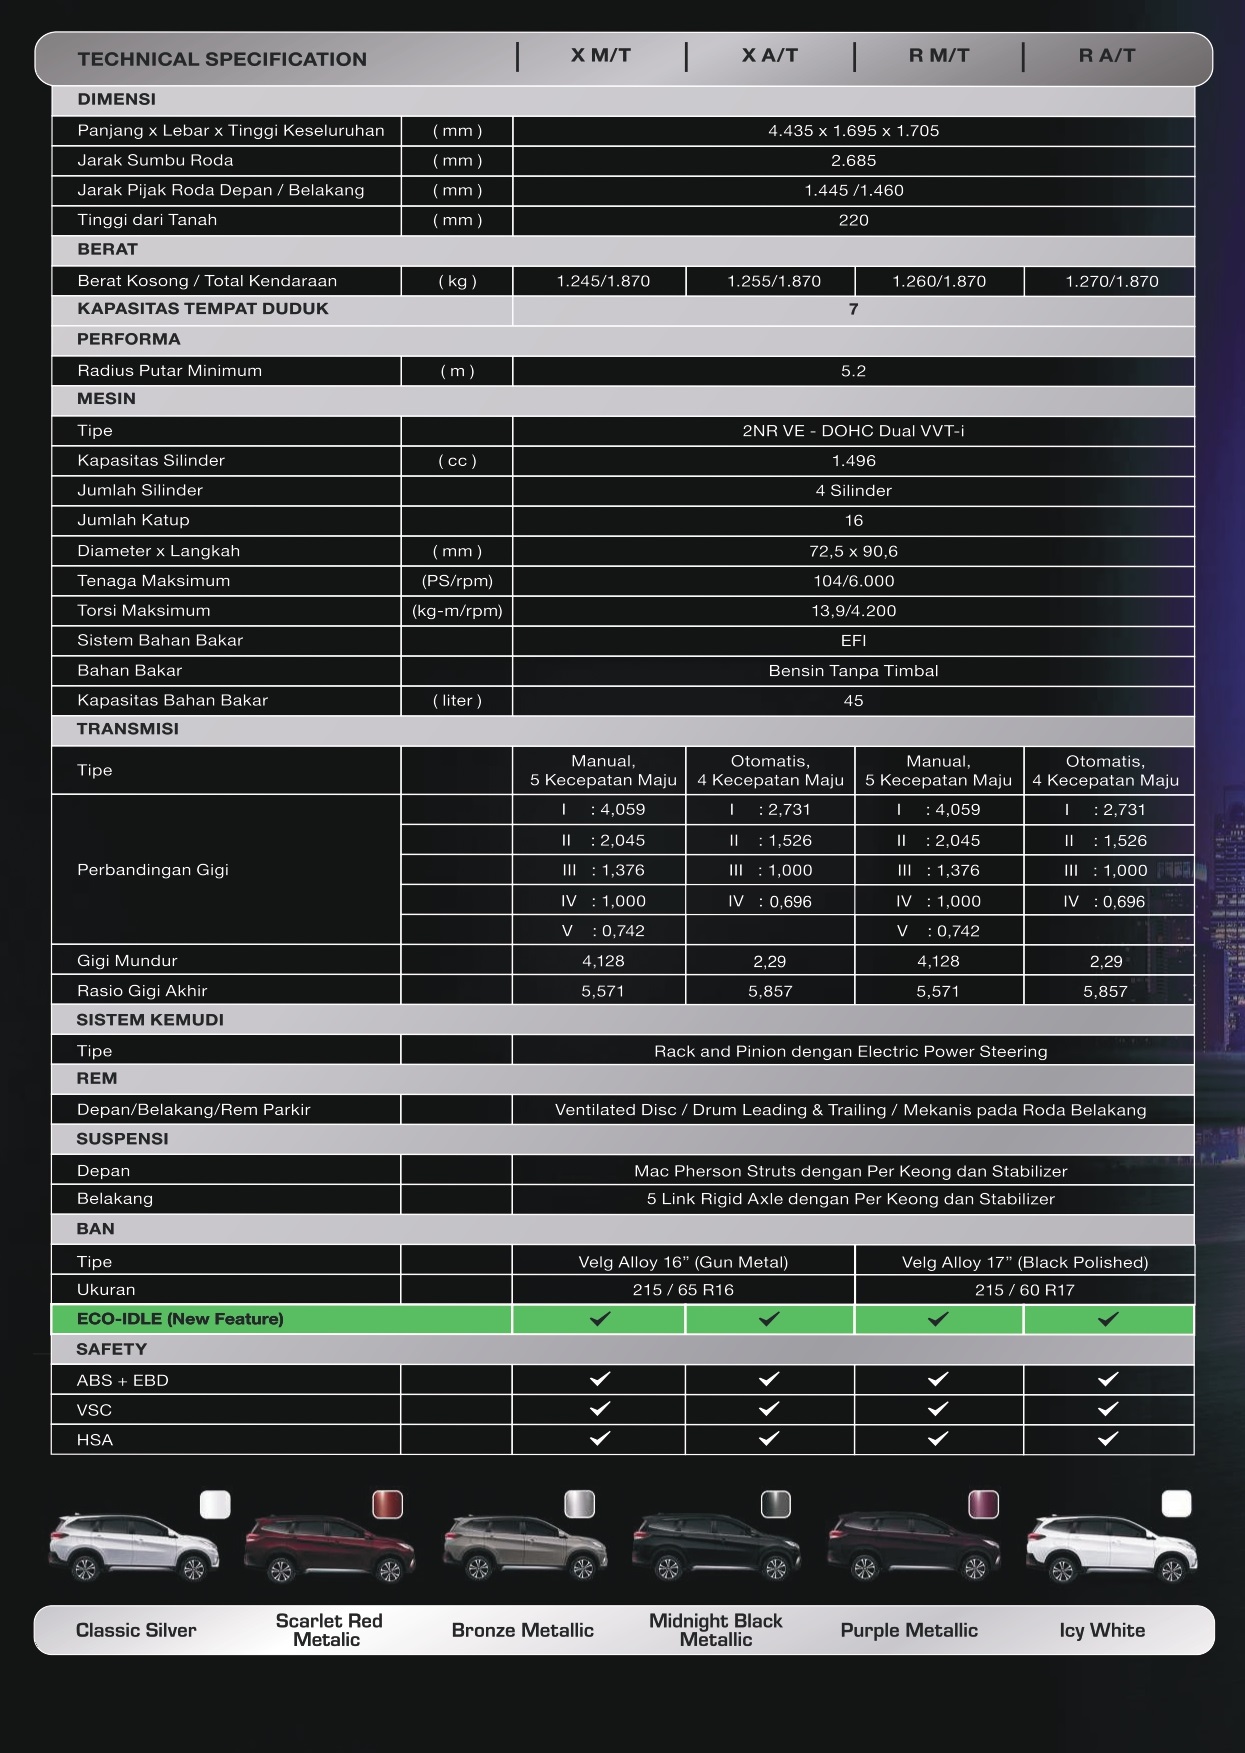 TECHNICAL SPECIFICATION X M/T X A/T R M/T R A/T
DIMENSI
Panjang x Lebar x Tinggi Keseluruhan ( mm ) 4.435 x 1.695 x 1.705
Jarak Sumbu Roda ( mm ) 2.685
Jarak Pijak Roda Depan / Belakang ( mm ) 1.445 /1.460
Tinggi dari Tanah ( mm ) 220
BERAT
Berat Kosong / Total Kendaraan ( kg ) 1.245/1.870 1.255/1.870 1.260/1.870 1.270/1.870
KAPASITAS TEMPAT DUDUK 7
PERFORMA
Radius Putar Minimum ( m ) 5.2
MESIN
Tipe 2NR VE - DOHC Dual VVT-i
Kapasitas Silinder ( cc ) 1.496
Jumlah Silinder 4 Silinder
Jumlah Katup 16
Diameter x Langkah ( mm ) 72,5 x 90,6
Tenaga Maksimum (PS/rpm) 104/6.000
Torsi Maksimum (kg-m/rpm) 13,9/4.200
Sistem Bahan Bakar EFI
Bahan Bakar Bensin Tanpa Timbal
Kapasitas Bahan Bakar ( liter ) 45
TRANSMISI
Tipe Manual, 5 Kecepatan Maju Otomatis, 4 Kecepatan Maju Manual, 5 Kecepatan Maju Otomatis, 4 Kecepatan Maju
Perbandingan Gigi
I : 4,059 I : 2,731 I : 4,059 I : 2,731
II : 2,045 II : 1,526 II : 2,045 II : 1,526
III : 1,376 III : 1,000 III : 1,376 III : 1,000
IV : 1,000 IV : 0,696 IV : 1,000 IV : 0,696
V : 0,742 V : 0,742
Gigi Mundur 4,128 2,29 4,128 2,29
Rasio Gigi Akhir 5,571 5,857 5,571 5,857
SISTEM KEMUDI
Tipe Rack and Pinion dengan Electric Power Steering
REM
Depan/Belakang/Rem Parkir Ventilated Disc / Drum Leading & Trailing / Mekanis pada Roda Belakang
SUSPENSI
Depan Mac Pherson Struts dengan Per Keong dan Stabilizer
Belakang 5 Link Rigid Axle dengan Per Keong dan Stabilizer
BAN
Tipe Velg Alloy 16” (Gun Metal) Velg Alloy 17” (Black Polished)
Ukuran 215 / 65 R16 215 / 60 R17
ECO-IDLE (New Feature) ✓ ✓ ✓ ✓
SAFETY
ABS + EBD ✓ ✓ ✓ ✓
VSC ✓ ✓ ✓ ✓
HSA ✓ ✓ ✓ ✓
Classic Silver
Scarlet Red
Metalic
Bronze Metallic
Midnight Black
Metallic
Purple Metallic
Icy White